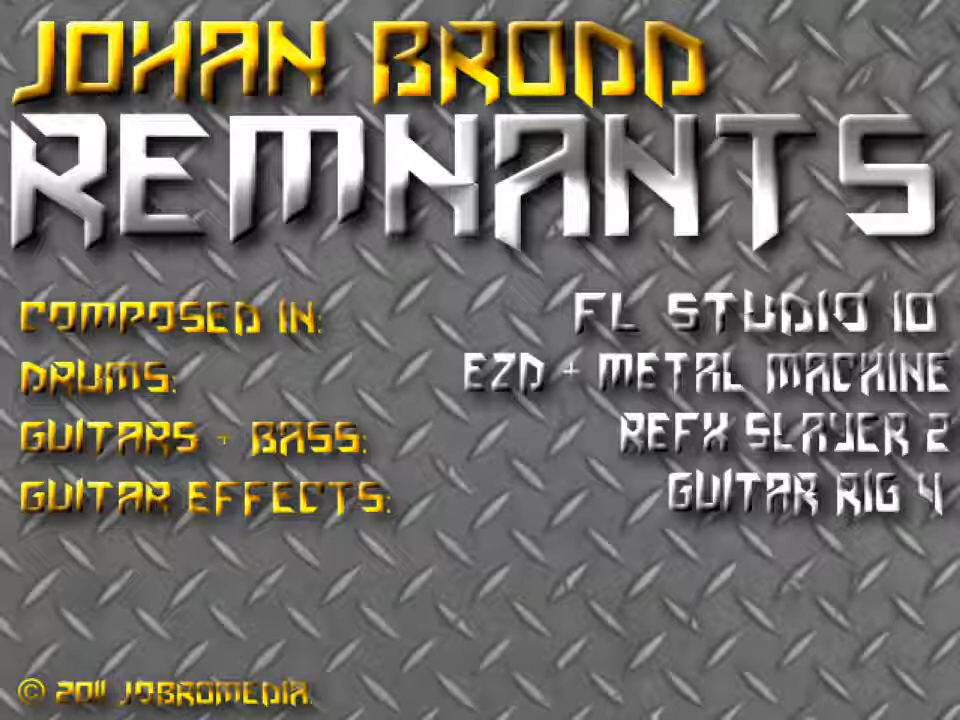 JOHAN BRODD
REMNANTS
COMPOSED IN: FL STUDIO 10
DRUMS: EZD + METAL MACHINE
GUITARS + BASS: REFX SLAYER 2
GUITAR EFFECTS: GUITAR RIG 4
© 2011 JOBROMEDIA.